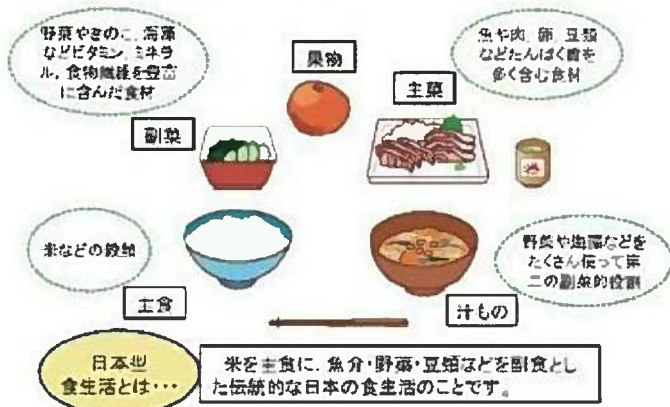 野菜やきのこ、海藻
などビタミン、ミネラ
ル、食物繊維を豊富
に含んだ食材
果物
魚や肉、卵、豆類
などたんぱく質を
多く含む食材
主菜
副菜
米などの穀類
野菜や海藻などを
たくさん使って第
二の副菜的役割
主食
汁もの
日本型
食生活とは・・・
米を主食に、魚介・野菜・豆類などを副食とし
た伝統的な日本の食生活のことです。